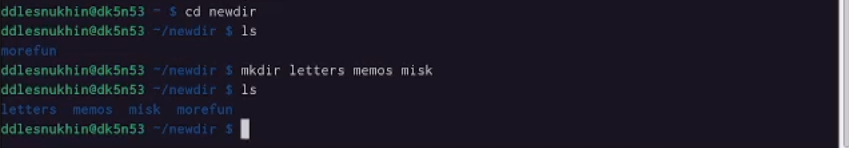 ddlesnukhin@dk5n53 ~ $ cd newdir
ddlesnukhin@dk5n53 ~/newdir $ ls
morefun
ddlesnukhin@dk5n53 ~/newdir $ mkdir letters memos misk
ddlesnukhin@dk5n53 ~/newdir $ ls
letters memos misk morefun
ddlesnukhin@dk5n53 ~/newdir $